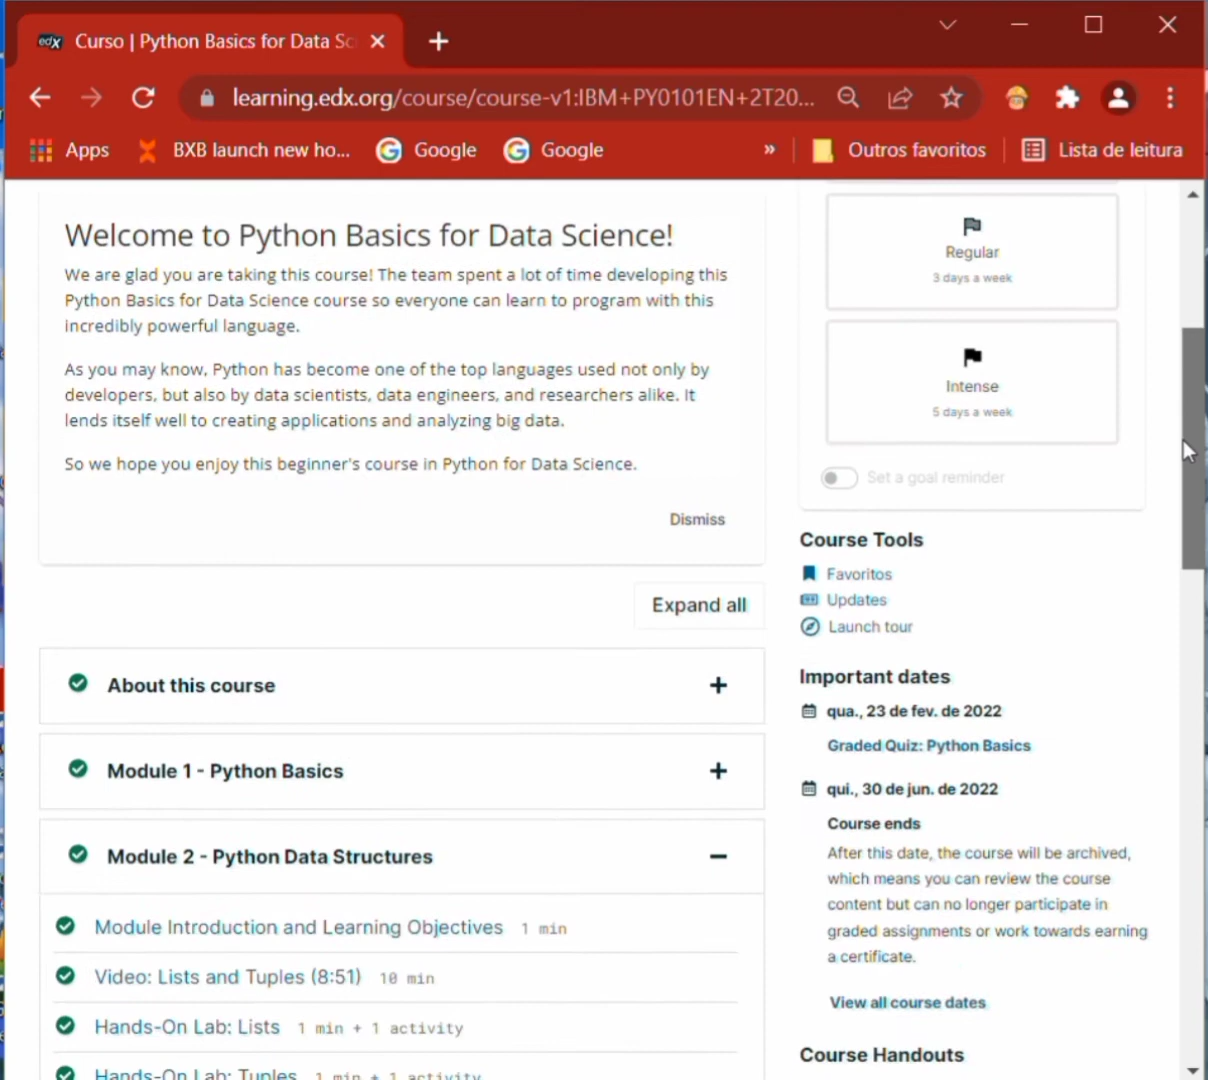 edX Curso | Python Basics for Data Sc
learning.edx.org/course/course-v1:IBM+PY0101EN+2T20...
Apps BXB launch new ho... Google Google » Outros favoritos Lista de leitura
Welcome to Python Basics for Data Science!
We are glad you are taking this course! The team spent a lot of time developing this
Python Basics for Data Science course so everyone can learn to program with this
incredibly powerful language.
As you may know, Python has become one of the top languages used not only by
developers, but also by data scientists, data engineers, and researchers alike. It
lends itself well to creating applications and analyzing big data.
So we hope you enjoy this beginner's course in Python for Data Science.
Dismiss
Expand all
About this course
Module 1 - Python Basics
Module 2 - Python Data Structures
Module Introduction and Learning Objectives 1 min
Video: Lists and Tuples (8:51) 10 min
Hands-On Lab: Lists 1 min + 1 activity
Hands-On Lab: Tuples 1 min + 1 activity
Regular
3 days a week
Intense
5 days a week
Set a goal reminder
Course Tools
Favoritos
Updates
Launch tour
Important dates
qua., 23 de fev. de 2022
Graded Quiz: Python Basics
qui., 30 de jun. de 2022
Course ends
After this date, the course will be archived,
which means you can review the course
content but can no longer participate in
graded assignments or work towards earning
a certificate.
View all course dates
Course Handouts